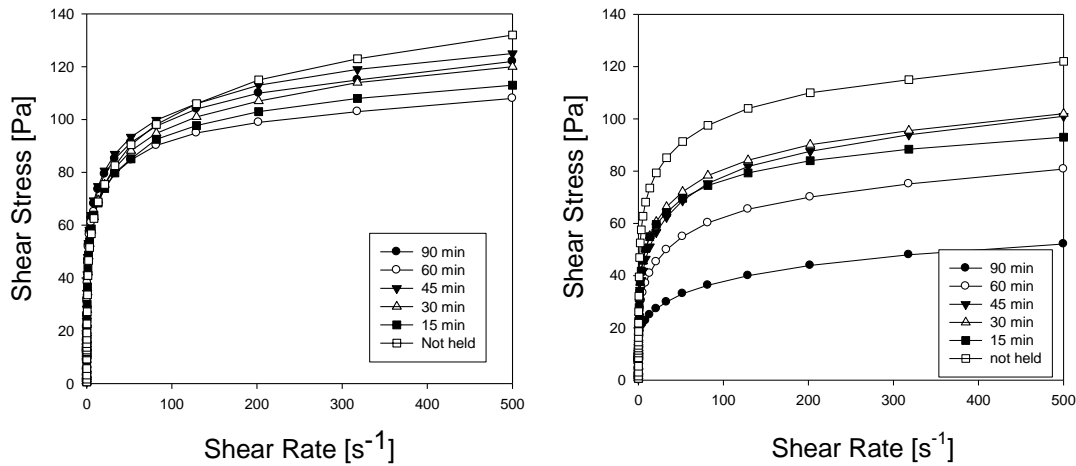 140
120
100
80
60
40
20
0
Shear Stress [Pa]
90 min
60 min
45 min
30 min
15 min
Not held
0 100 200 300 400 500
Shear Rate [s-1]
140
120
100
80
60
40
20
0
Shear Stress [Pa]
90 min
60 min
45 min
30 min
15 min
not held
0 100 200 300 400 500
Shear Rate [s-1]